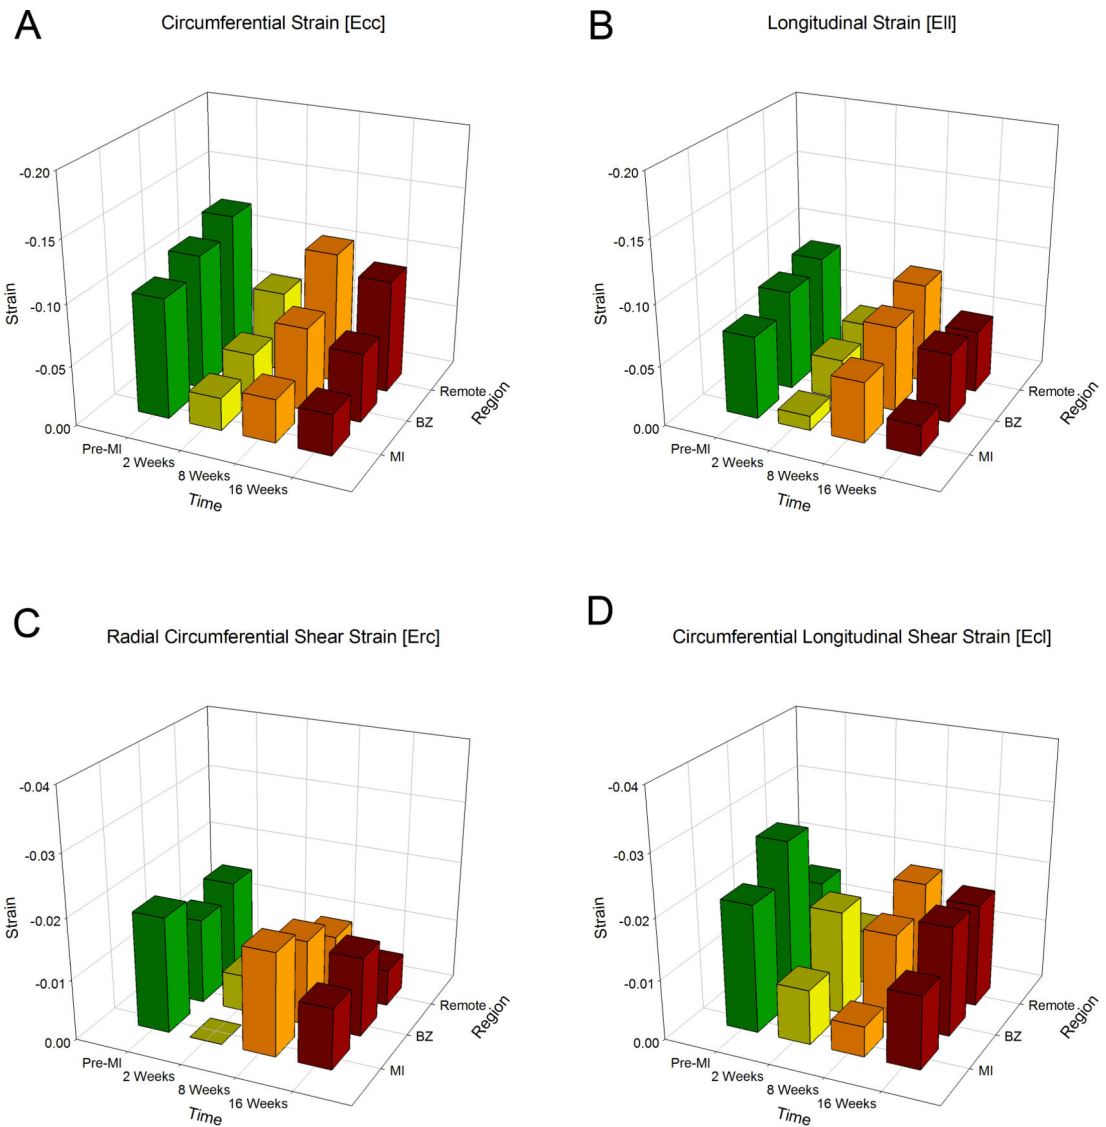 A
Circumferential Strain [Ecc]
-0.20
-0.15
-0.10
-0.05
0.00
Strain
Pre-MI
2 Weeks
8 Weeks
16 Weeks
Time
Remote
BZ
MI
Region
B
Longitudinal Strain [Ell]
-0.20
-0.15
-0.10
-0.05
0.00
Strain
Pre-MI
2 Weeks
8 Weeks
16 Weeks
Time
Remote
BZ
MI
Region
C
Radial Circumferential Shear Strain [Erc]
-0.04
-0.03
-0.02
-0.01
0.00
Strain
Pre-MI
2 Weeks
8 Weeks
16 Weeks
Time
Remote
BZ
MI
Region
D
Circumferential Longitudinal Shear Strain [Ecl]
-0.04
-0.03
-0.02
-0.01
0.00
Strain
Pre-MI
2 Weeks
8 Weeks
16 Weeks
Time
Remote
BZ
MI
Region